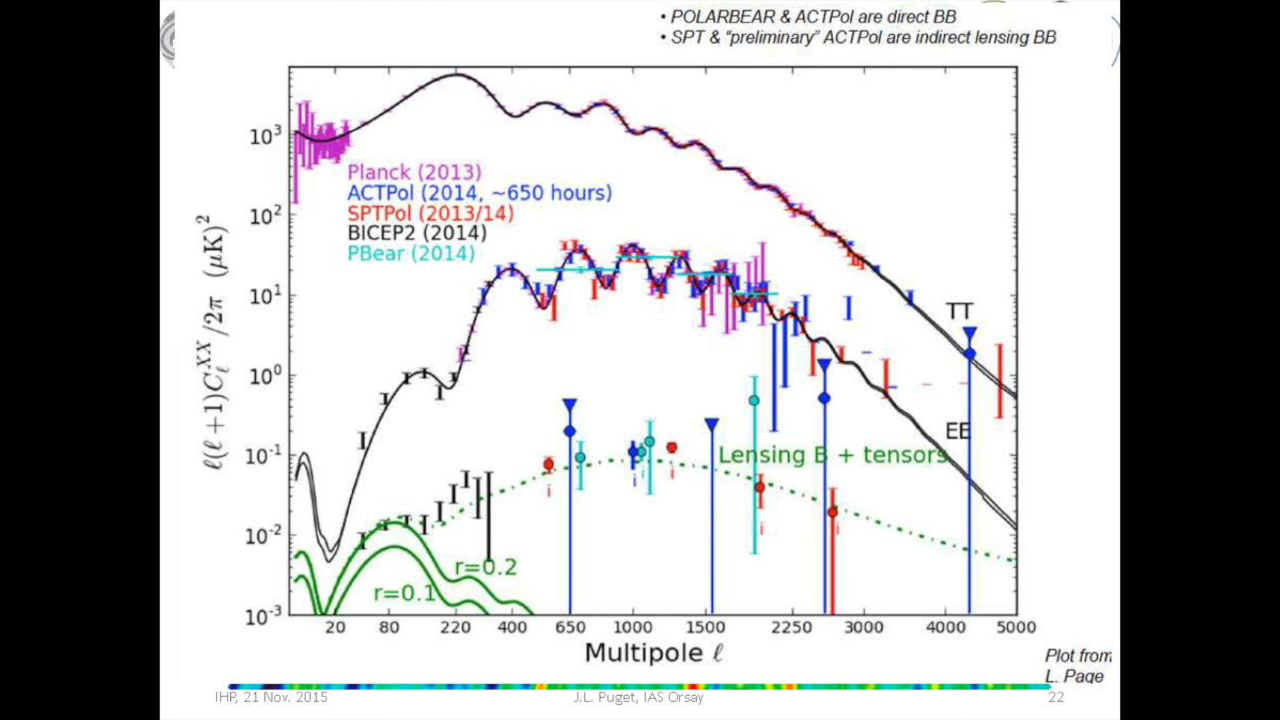 • POLARBEAR & ACTPol are direct BB
• SPT & "preliminary" ACTPol are indirect lensing BB
10³
10²
10¹
10⁰
10⁻¹
10⁻²
10⁻³
ℓ(ℓ+1)C_ℓ^{XX}/2π (μK)²
Planck (2013)
ACTPol (2014, ~650 hours)
SPTPol (2013/14)
BICEP2 (2014)
PBear (2014)
TT
EE
Lensing B + tensors
i
i
i
i
i
i
r=0.2
r=0.1
20 80 220 400 650 1000 1500 2250 3000 4000 5000
Multipole ℓ
Plot from
L. Page
IHP, 21 Nov. 2015 J.L. Puget, IAS Orsay 22